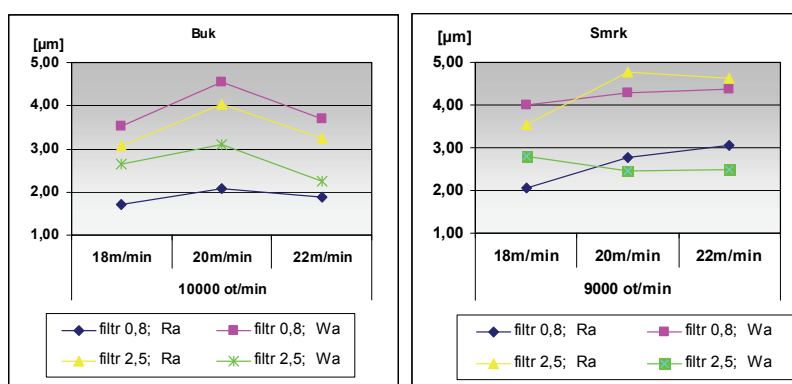 Buk
[µm]
5,00
4,00
3,00
2,00
1,00
18m/min 20m/min 22m/min
10000 ot/min
filtr 0,8; Ra filtr 0,8; Wa
filtr 2,5; Ra filtr 2,5; Wa
Smrk
[µm]
5,00
4,00
3,00
2,00
1,00
18m/min 20m/min 22m/min
9000 ot/min
filtr 0,8; Ra filtr 0,8; Wa
filtr 2,5; Ra filtr 2,5; Wa